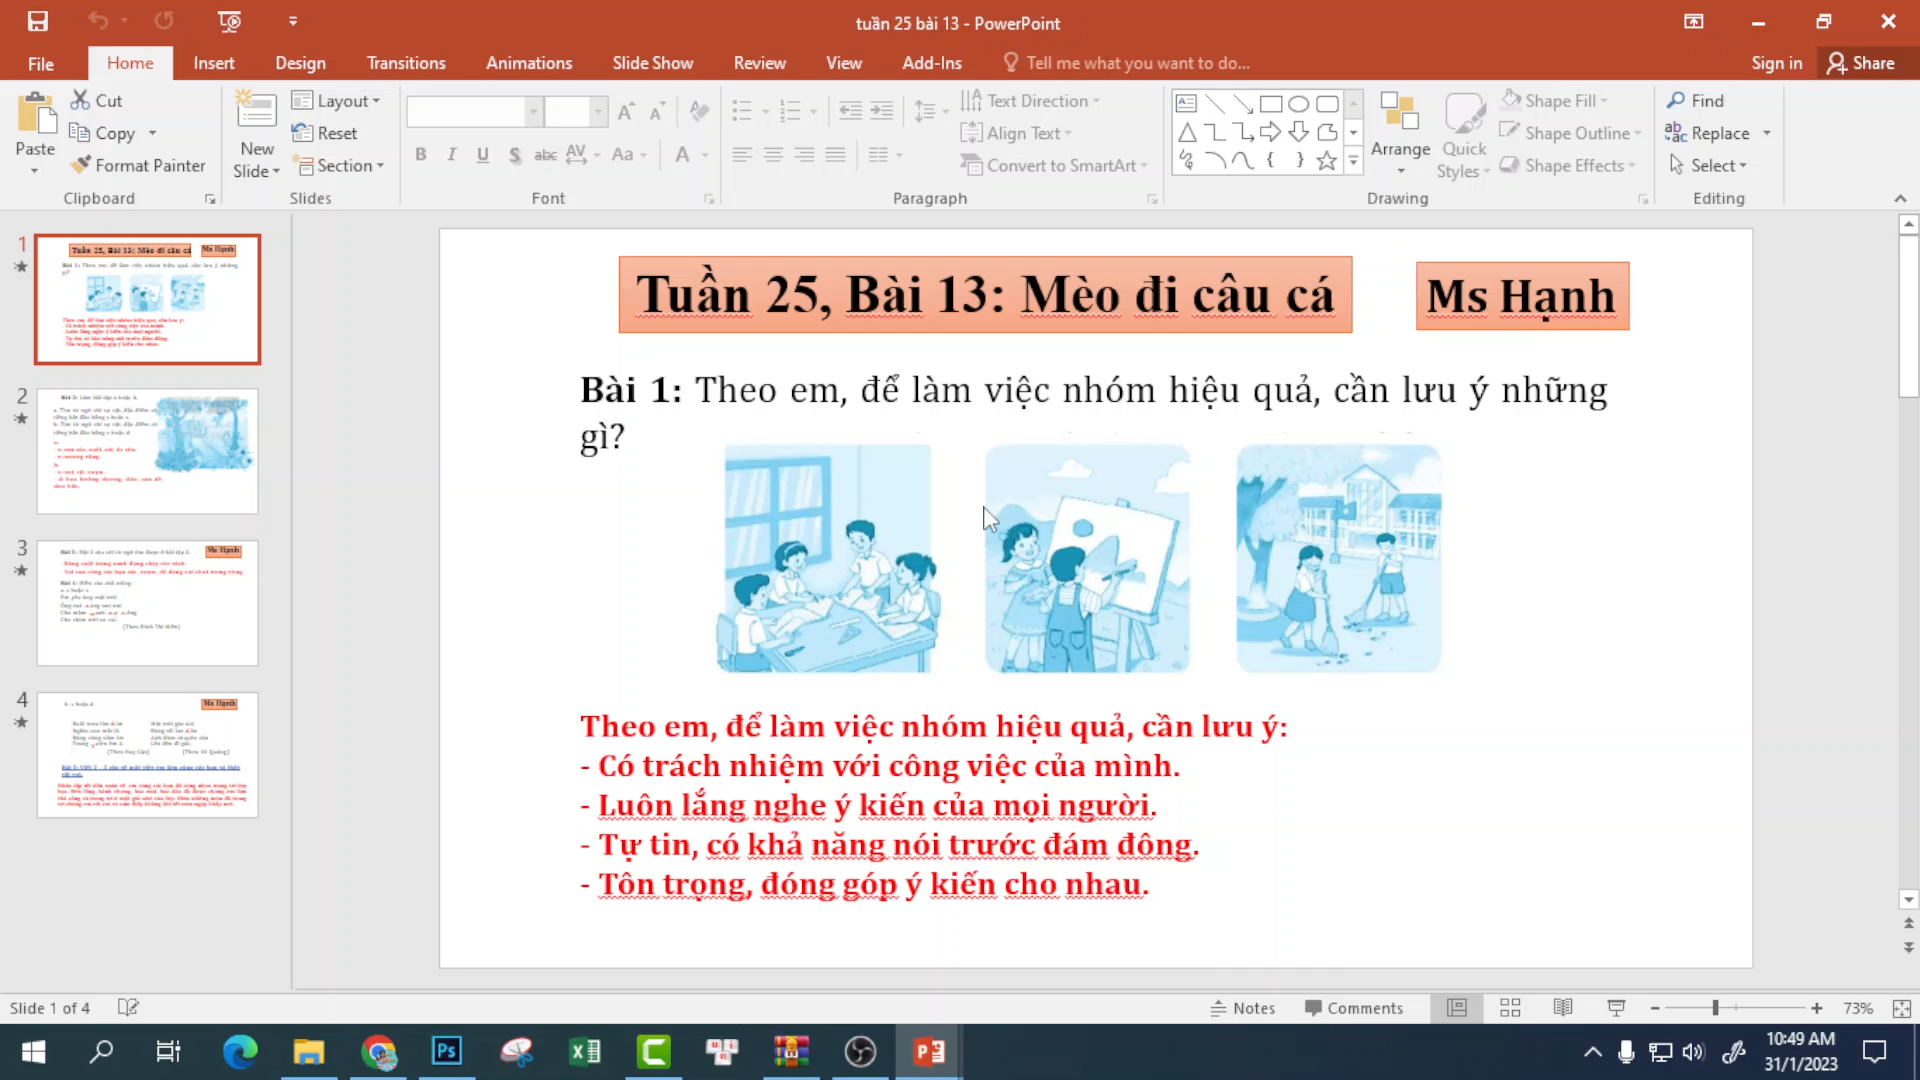 tuần 25 bài 13 - PowerPoint
File Home Insert Design Transitions Animations Slide Show Review View Add-Ins Tell me what you want to do... Sign in Share
Paste Cut Copy Format Painter
Clipboard
New Slide Layout Reset Section
Slides
Font
Text Direction Align Text Convert to SmartArt
Paragraph
Arrange Quick Styles Shape Fill Shape Outline Shape Effects
Drawing
Find Replace Select
Editing
1
2
3
4
Tuần 25, Bài 13: Mèo đi câu cá
Ms Hạnh
Bài 1: Theo em, để làm việc nhóm hiệu quả, cần lưu ý những
gì?
Theo em, để làm việc nhóm hiệu quả, cần lưu ý:
- Có trách nhiệm với công việc của mình.
- Luôn lắng nghe ý kiến của mọi người.
- Tự tin, có khả năng nói trước đám đông.
- Tôn trọng, đóng góp ý kiến cho nhau.
Slide 1 of 4
Notes Comments 73%
10:49 AM
31/1/2023